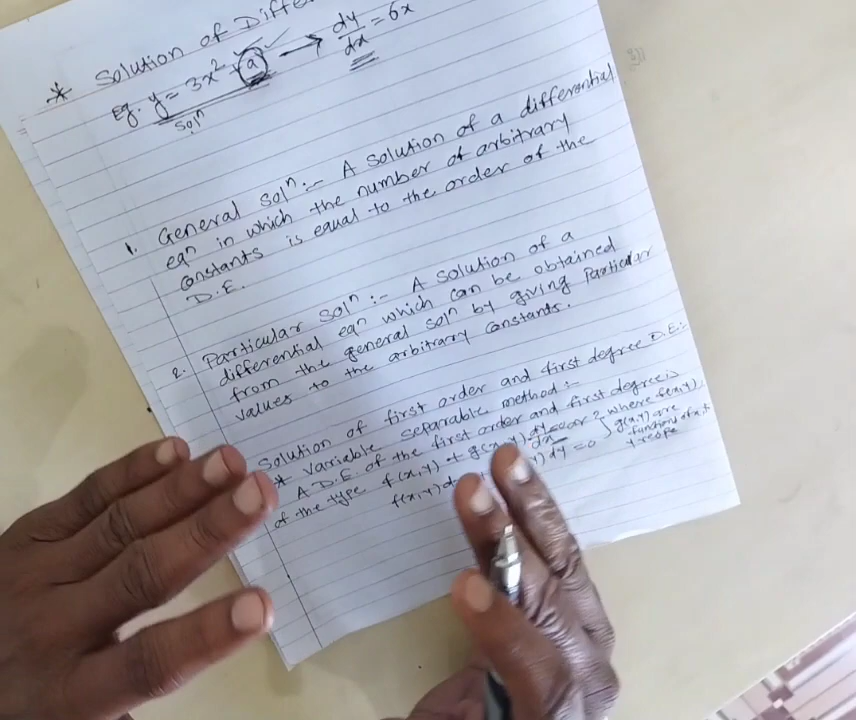 * Solution of Diffe
Eg. y = 3x² + a → dy/dx = 6x
Solⁿ
1. General Solⁿ :- A Solution of a differential
eqⁿ in which the number of arbitrary
constants is equal to the order of the
D.E.
2. Particular Solⁿ :- A Solution of a
differential eqⁿ which can be obtained
from the general solⁿ by giving Particular
values to the arbitrary constants.
Solution of first order and first degree D.E:-
* Variable Separable method :-
A D.E. of the first order and first degree is
of the type f(x,y) + g(x,y) dy/dx = 0 or } where f(x,y),
g(x,y) are
functions of x,
f(x,y) d y) dy = 0